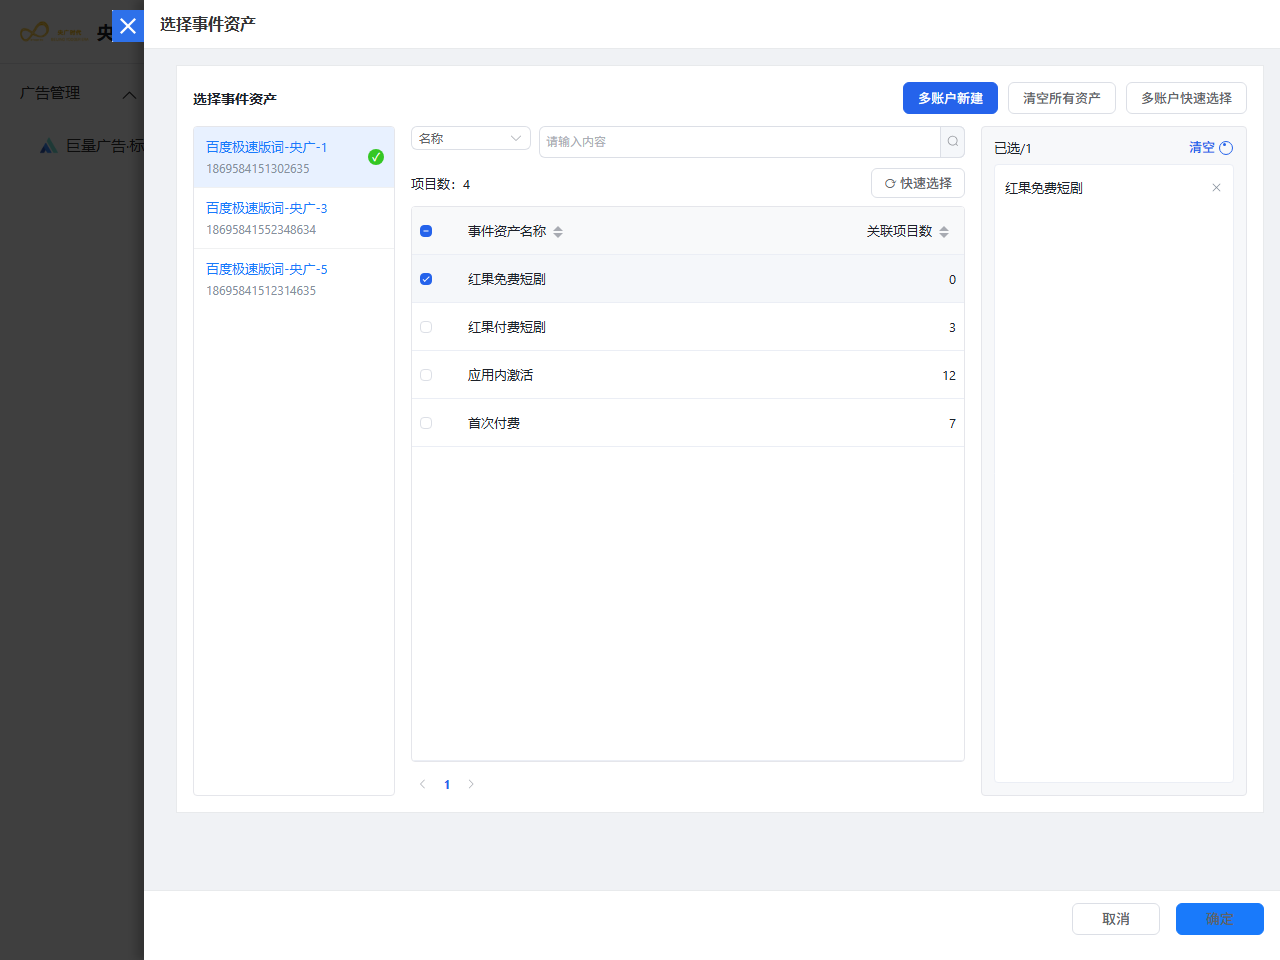 央
选择事件资产
广告管理
巨量广告·标
选择事件资产
多账户新建
清空所有资产
多账户快速选择
百度极速版词-央广-1
1869584151302635
百度极速版词-央广-3
18695841552348634
百度极速版词-央广-5
18695841512314635
名称
请输入内容
项目数：4
快速选择
事件资产名称
关联项目数
红果免费短剧
0
红果付费短剧
3
应用内激活
12
首次付费
7
1
已选/1
清空
红果免费短剧
取消
确定